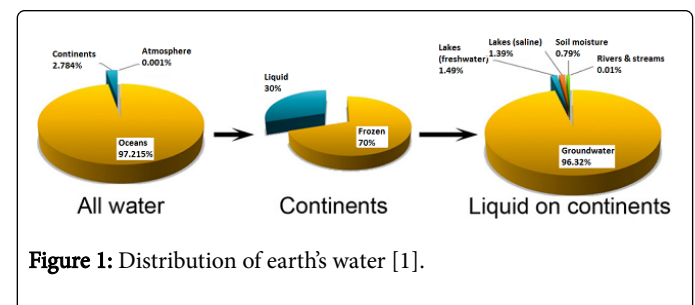 Continents
2.784%
Atmosphere
0.001%
Oceans
97.215%
All water
Liquid
30%
Frozen
70%
Continents
Lakes
(freshwater)
1.49%
Lakes (saline)
1.39%
Soil moisture
0.79%
Rivers & streams
0.01%
Groundwater
96.32%
Liquid on continents
Figure 1: Distribution of earth's water [1].